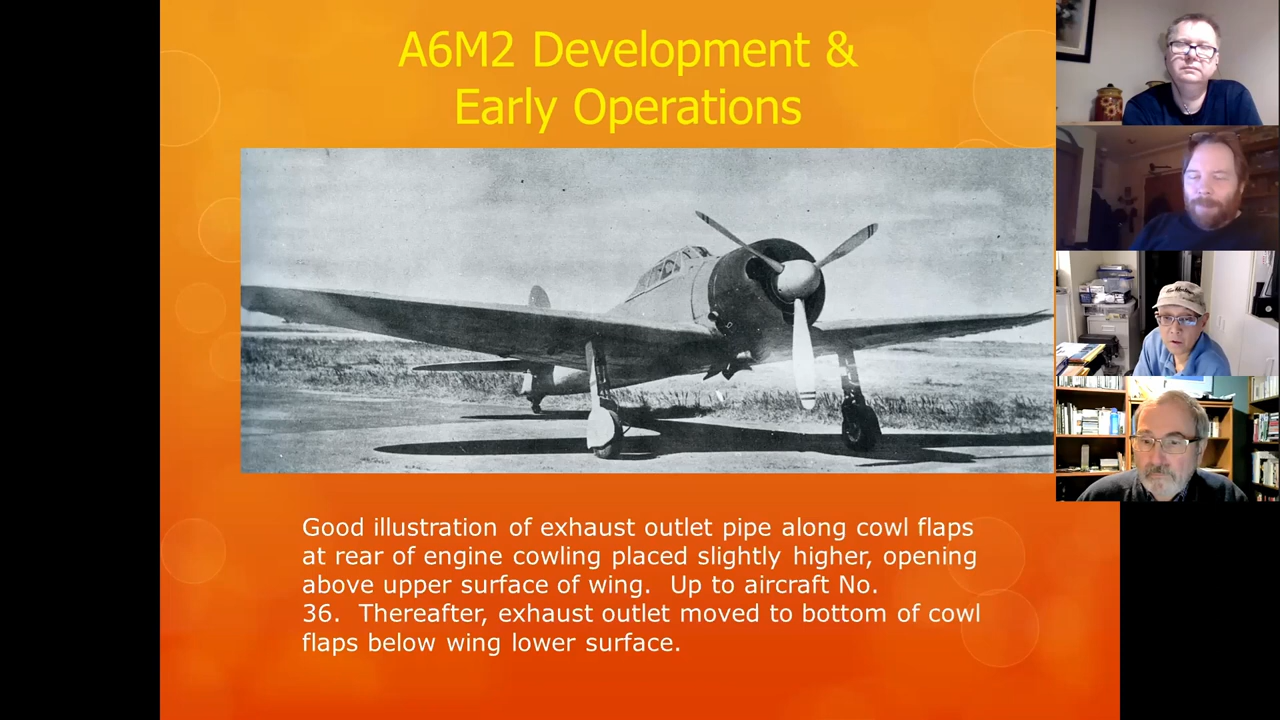 A6M2 Development &
Early Operations
Good illustration of exhaust outlet pipe along cowl flaps
at rear of engine cowling placed slightly higher, opening
above upper surface of wing.  Up to aircraft No.
36.  Thereafter, exhaust outlet moved to bottom of cowl
flaps below wing lower surface.